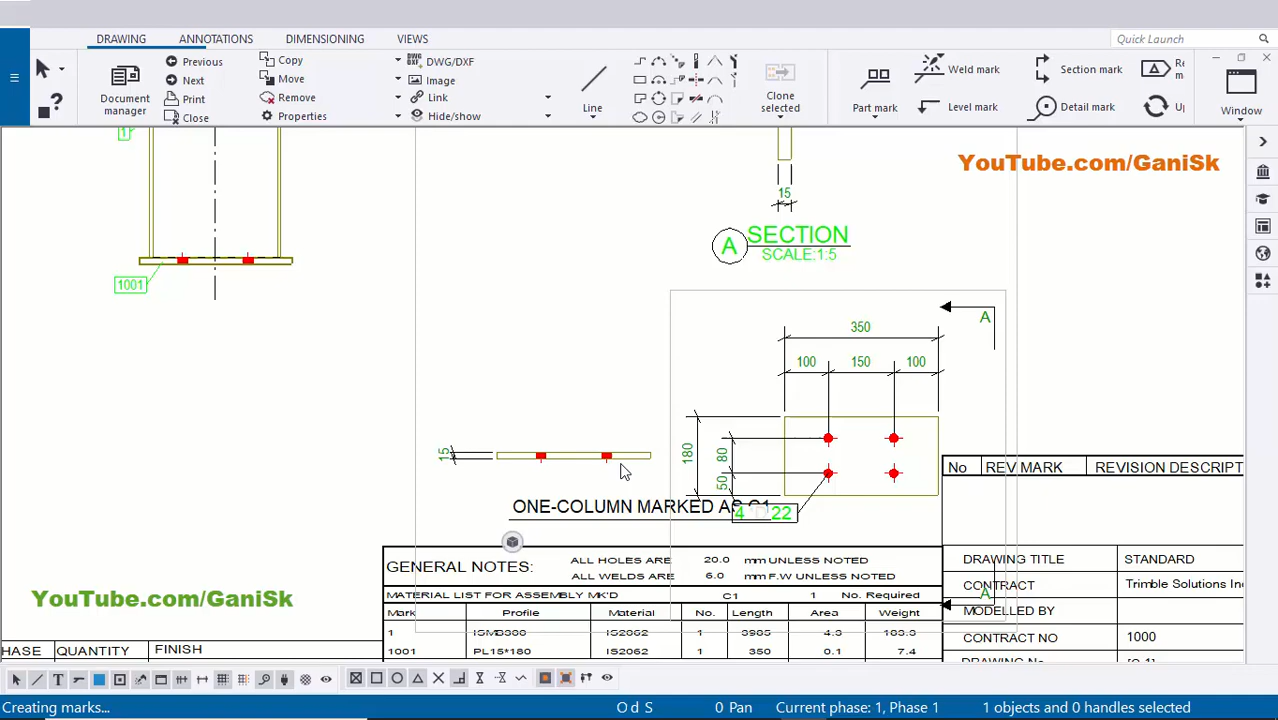 DRAWING ANNOTATIONS DIMENSIONING VIEWS
Quick Launch
Previous
Next
Print
Close
Document manager
Copy
Move
Remove
Properties
DWG/DXF
Image
Link
Hide/show
Line
Clone selected
Part mark
Weld mark
Level mark
Section mark
Detail mark
Window
YouTube.com/GaniSk
1001
15
A SECTION
SCALE:1:5
350
A
100 150 100
180
80
50
15
ONE-COLUMN MARKED AS C1
22
A
No REV.MARK REVISION DESCRIPT
GENERAL NOTES:
ALL HOLES ARE 20.0 mm UNLESS NOTED
ALL WELDS ARE 6.0 mm F.W UNLESS NOTED
MATERIAL LIST FOR ASSEMBLY MK'D C1 1 No. Required
Mark Profile Material No. Length Area Weight
1 IS2062 1
1001 PL15*180 IS2062 1 350 0.1 7.4
DRAWING TITLE STANDARD
CONTRACT Trimble Solutions In
MODELLED BY
CONTRACT NO 1000
YouTube.com/GaniSk
HASE QUANTITY FINISH
Creating marks...
O d S
0 Pan
Current phase: 1, Phase 1
1 objects and 0 handles selected